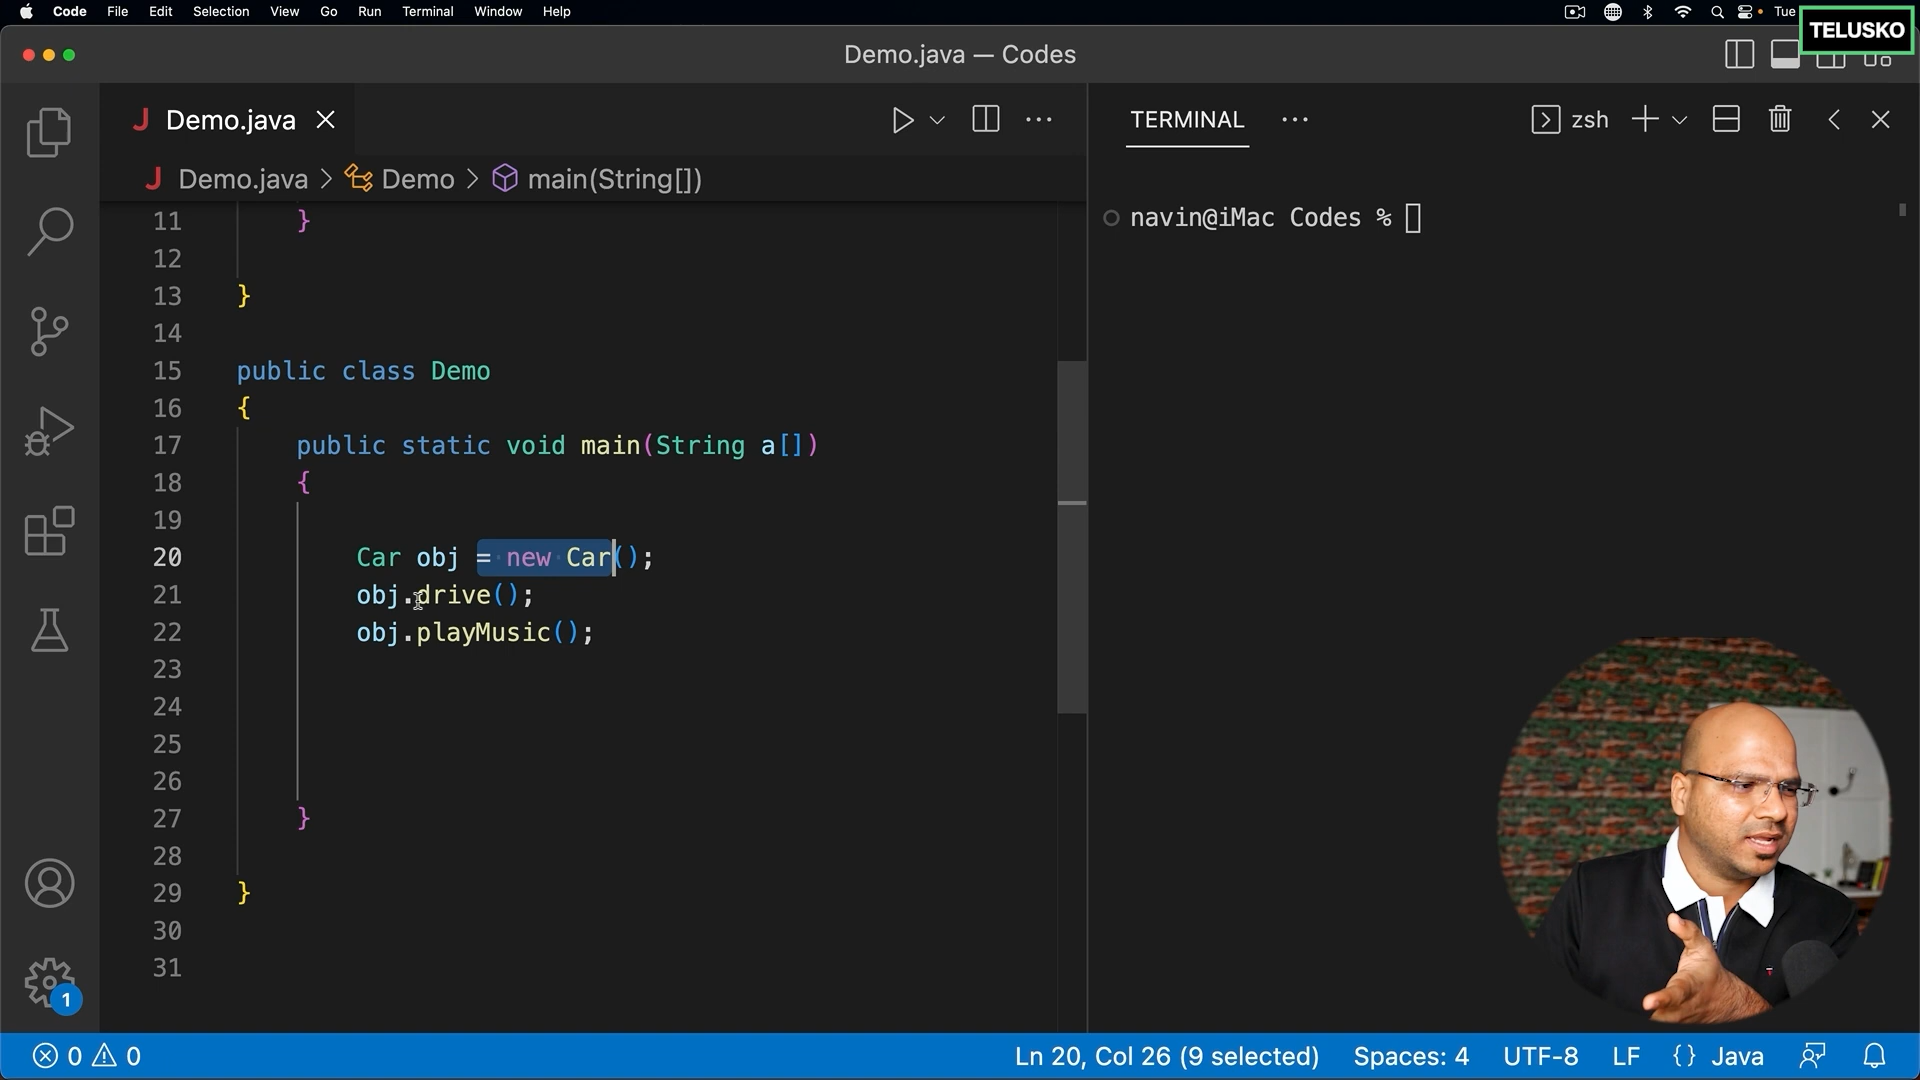 Code File Edit Selection View Go Run Terminal Window Help Tue
TELUSKO
Demo.java — Codes
J Demo.java
TERMINAL ··· zsh
J Demo.java > Demo > main(String[])
navin@iMac Codes %
11 }
12
13 }
14
15 public class Demo
16 {
17 public static void main(String a[])
18 {
19
20 Car obj = new Car();
21 obj.drive();
22 obj.playMusic();
23
24
25
26
27 }
28
29 }
30
31
1
0 0 Ln 20, Col 26 (9 selected) Spaces: 4 UTF-8 LF {} Java